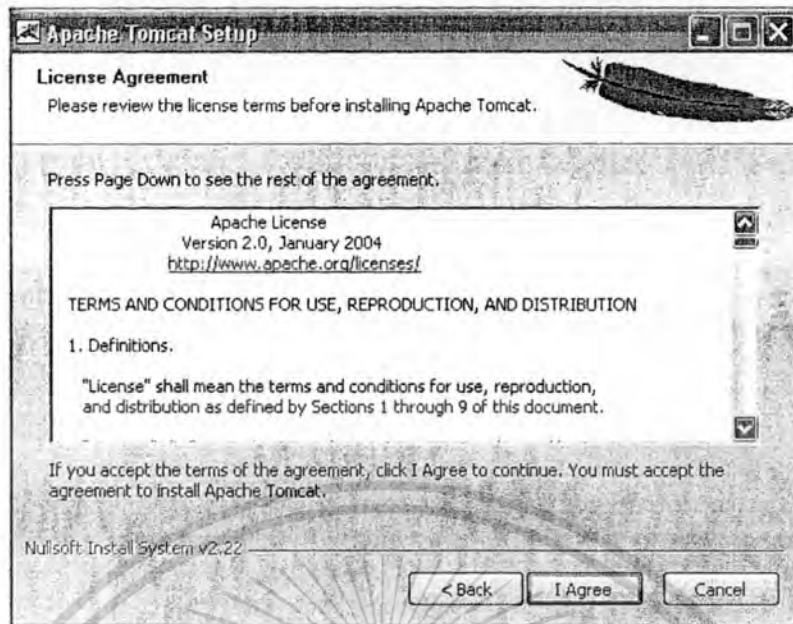 Apache Tomcat Setup
License Agreement
Please review the license terms before installing Apache Tomcat.
Press Page Down to see the rest of the agreement.
Apache License
Version 2.0, January 2004
http://www.apache.org/licenses/
TERMS AND CONDITIONS FOR USE, REPRODUCTION, AND DISTRIBUTION
1. Definitions.
"License" shall mean the terms and conditions for use, reproduction,
and distribution as defined by Sections 1 through 9 of this document.
If you accept the terms of the agreement, click I Agree to continue. You must accept the
agreement to install Apache Tomcat.
Nullsoft Install System v2.22
< Back I Agree Cancel